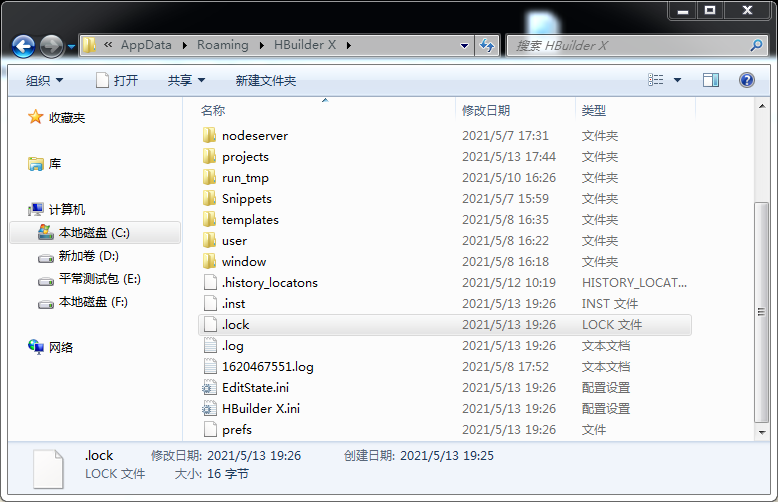 « AppData ▸ Roaming ▸ HBuilder X ▸
搜索 HBuilder X
组织 打开 共享 新建文件夹
名称 修改日期 类型
收藏夹
库
计算机
本地磁盘 (C:)
新加卷 (D:)
平常测试包 (E:)
本地磁盘 (F:)
网络
nodeserver 2021/5/7 17:31 文件夹
projects 2021/5/13 17:44 文件夹
run_tmp 2021/5/10 16:26 文件夹
Snippets 2021/5/7 15:59 文件夹
templates 2021/5/8 16:35 文件夹
user 2021/5/8 16:22 文件夹
window 2021/5/8 16:18 文件夹
.history_locatons 2021/5/12 10:19 HISTORY_LOCAT...
.inst 2021/5/13 19:26 INST 文件
.lock 2021/5/13 19:26 LOCK 文件
.log 2021/5/13 19:26 文本文档
1620467551.log 2021/5/8 17:52 文本文档
EditState.ini 2021/5/13 19:26 配置设置
HBuilder X.ini 2021/5/13 19:26 配置设置
prefs 2021/5/13 19:26 文件
.lock 修改日期: 2021/5/13 19:26 创建日期: 2021/5/13 19:25
LOCK 文件 大小: 16 字节